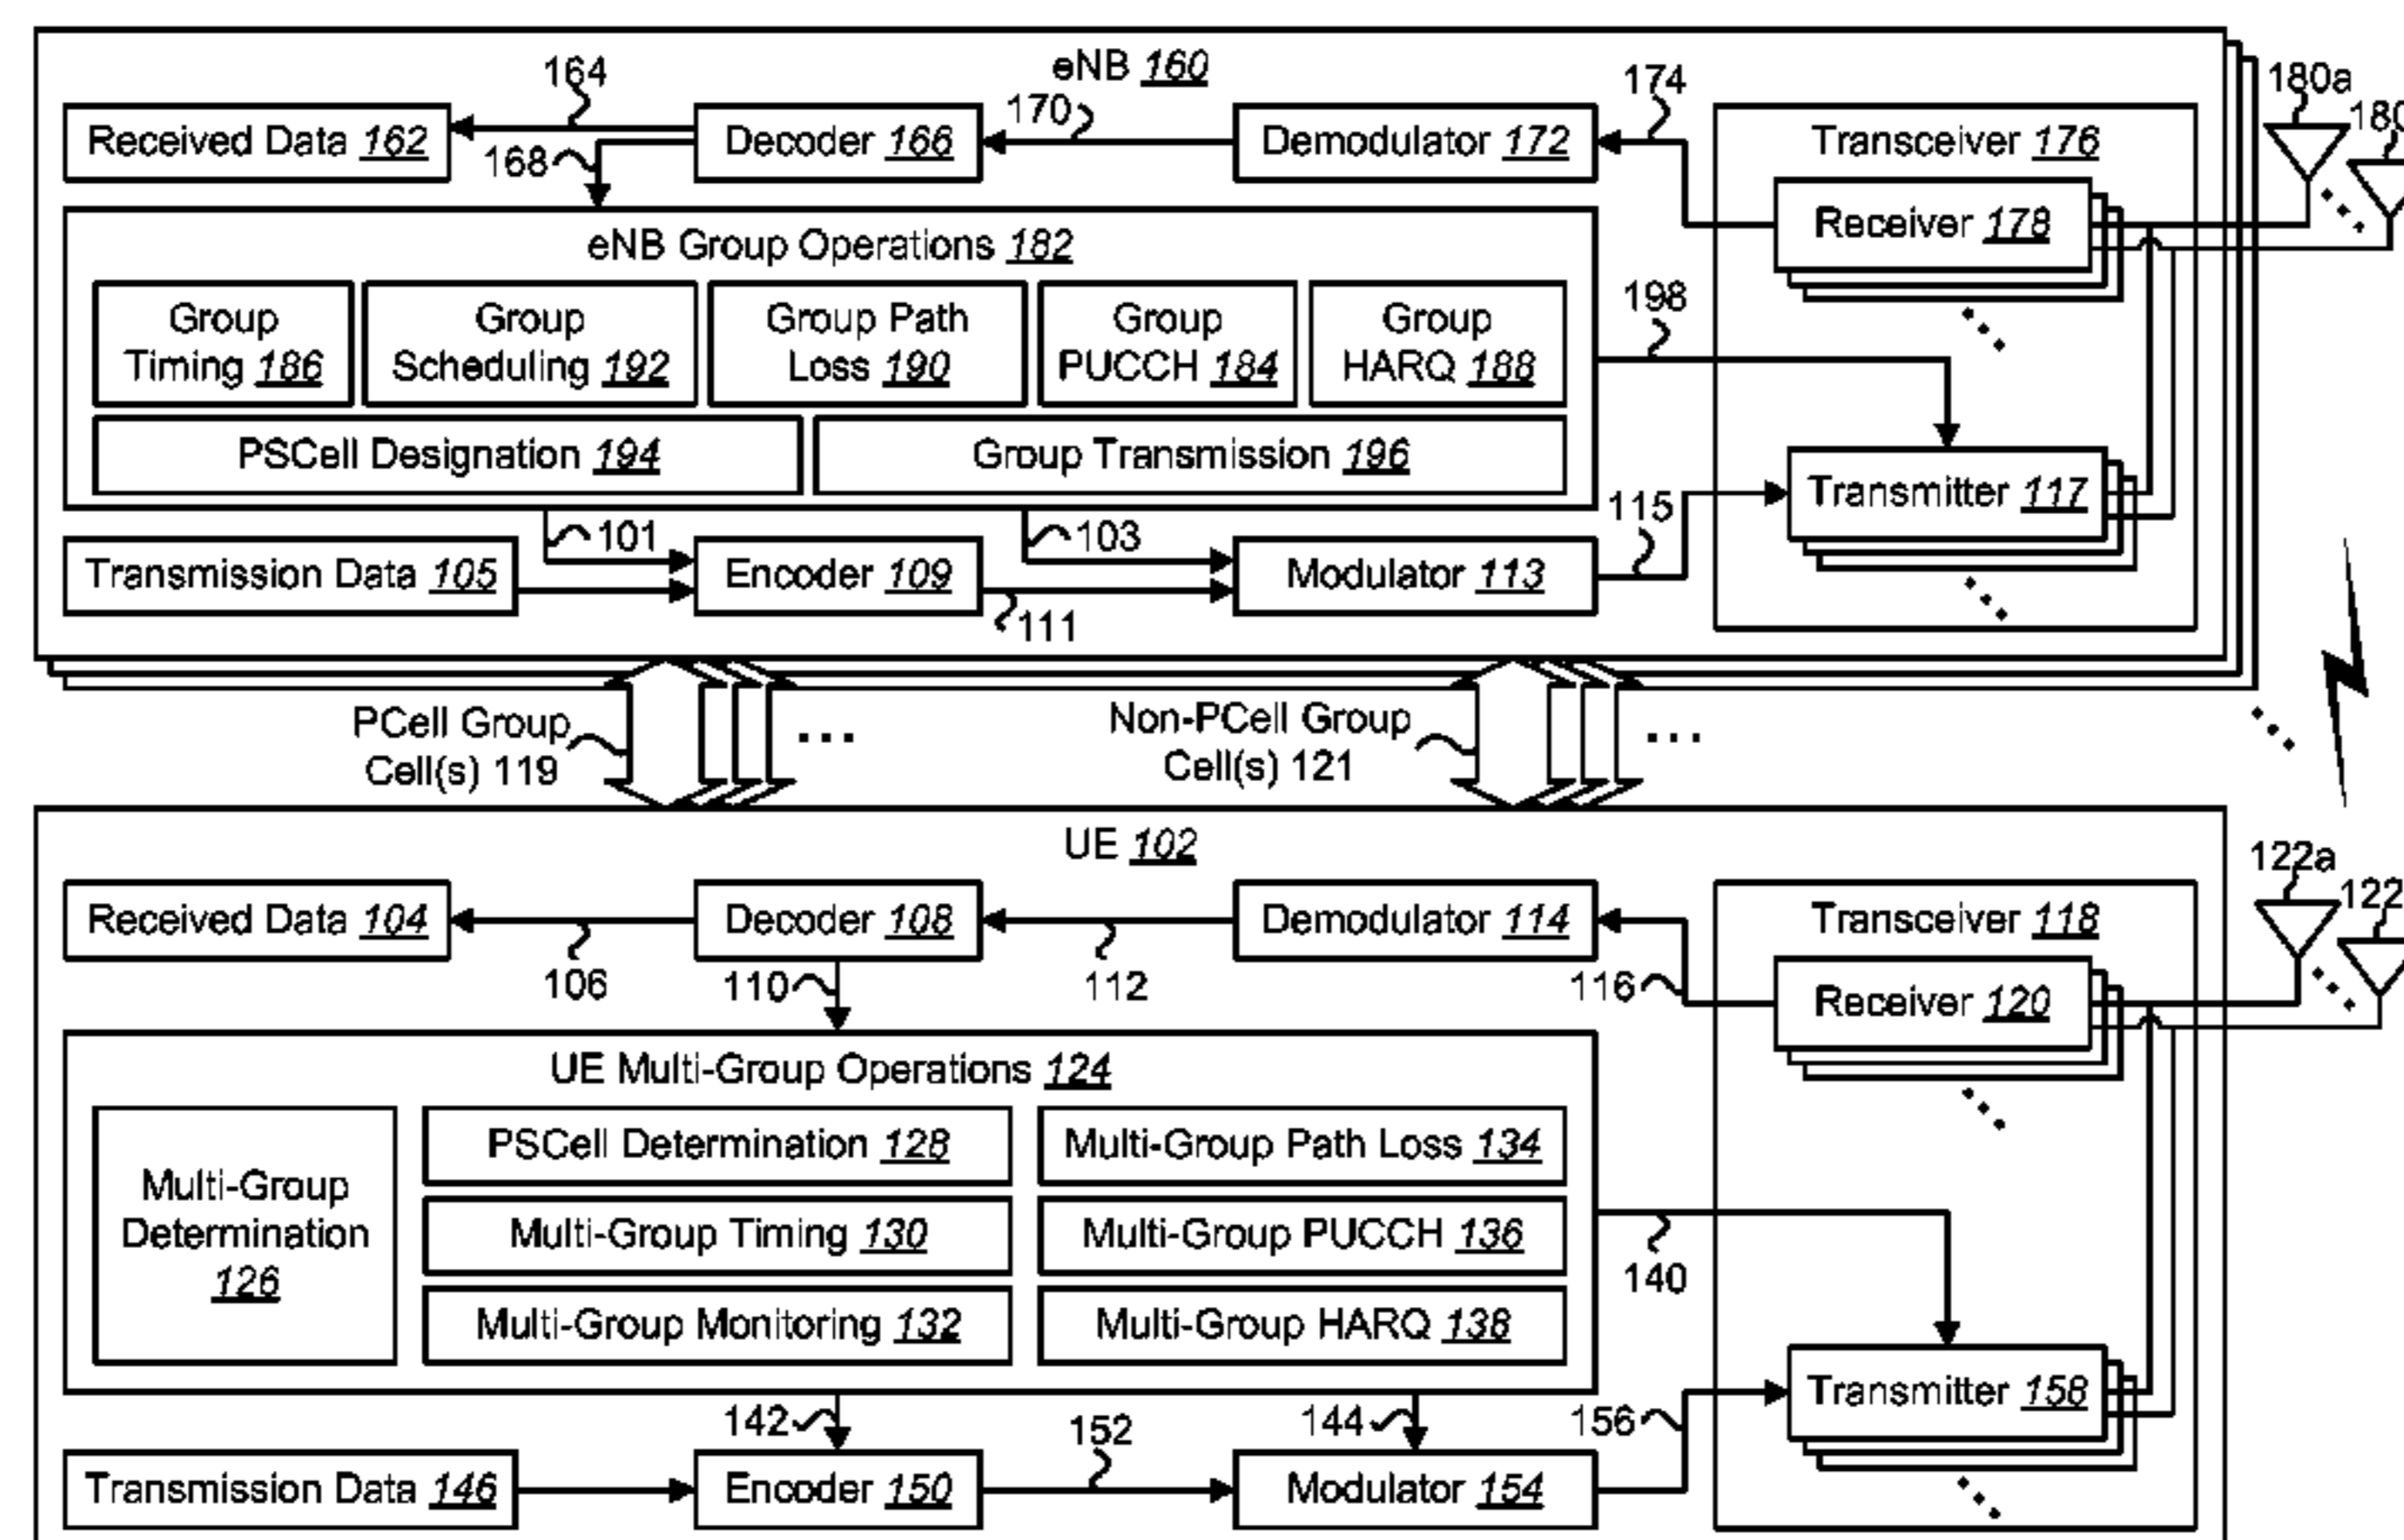 eNB 160
164
170
174
180a
180
Received Data 162
168
Decoder 166
Demodulator 172
Transceiver 176
Receiver 178
eNB Group Operations 182
Group
Timing 186
Group
Scheduling 192
Group Path
Loss 190
Group
PUCCH 184
Group
HARQ 188
198
PSCell Designation 194
Group Transmission 196
Transmitter 117
101
103
115
Transmission Data 105
Encoder 109
Modulator 113
111
PCell Group
Cell(s) 119
...
Non-PCell Group
Cell(s) 121
...
UE 102
122a
122
Received Data 104
Decoder 108
Demodulator 114
Transceiver 118
106
110
112
116
Receiver 120
UE Multi-Group Operations 124
Multi-Group
Determination
126
PSCell Determination 128
Multi-Group Path Loss 134
Multi-Group Timing 130
Multi-Group PUCCH 136
140
Multi-Group Monitoring 132
Multi-Group HARQ 138
Transmitter 158
142
152
144
156
Transmission Data 146
Encoder 150
Modulator 154